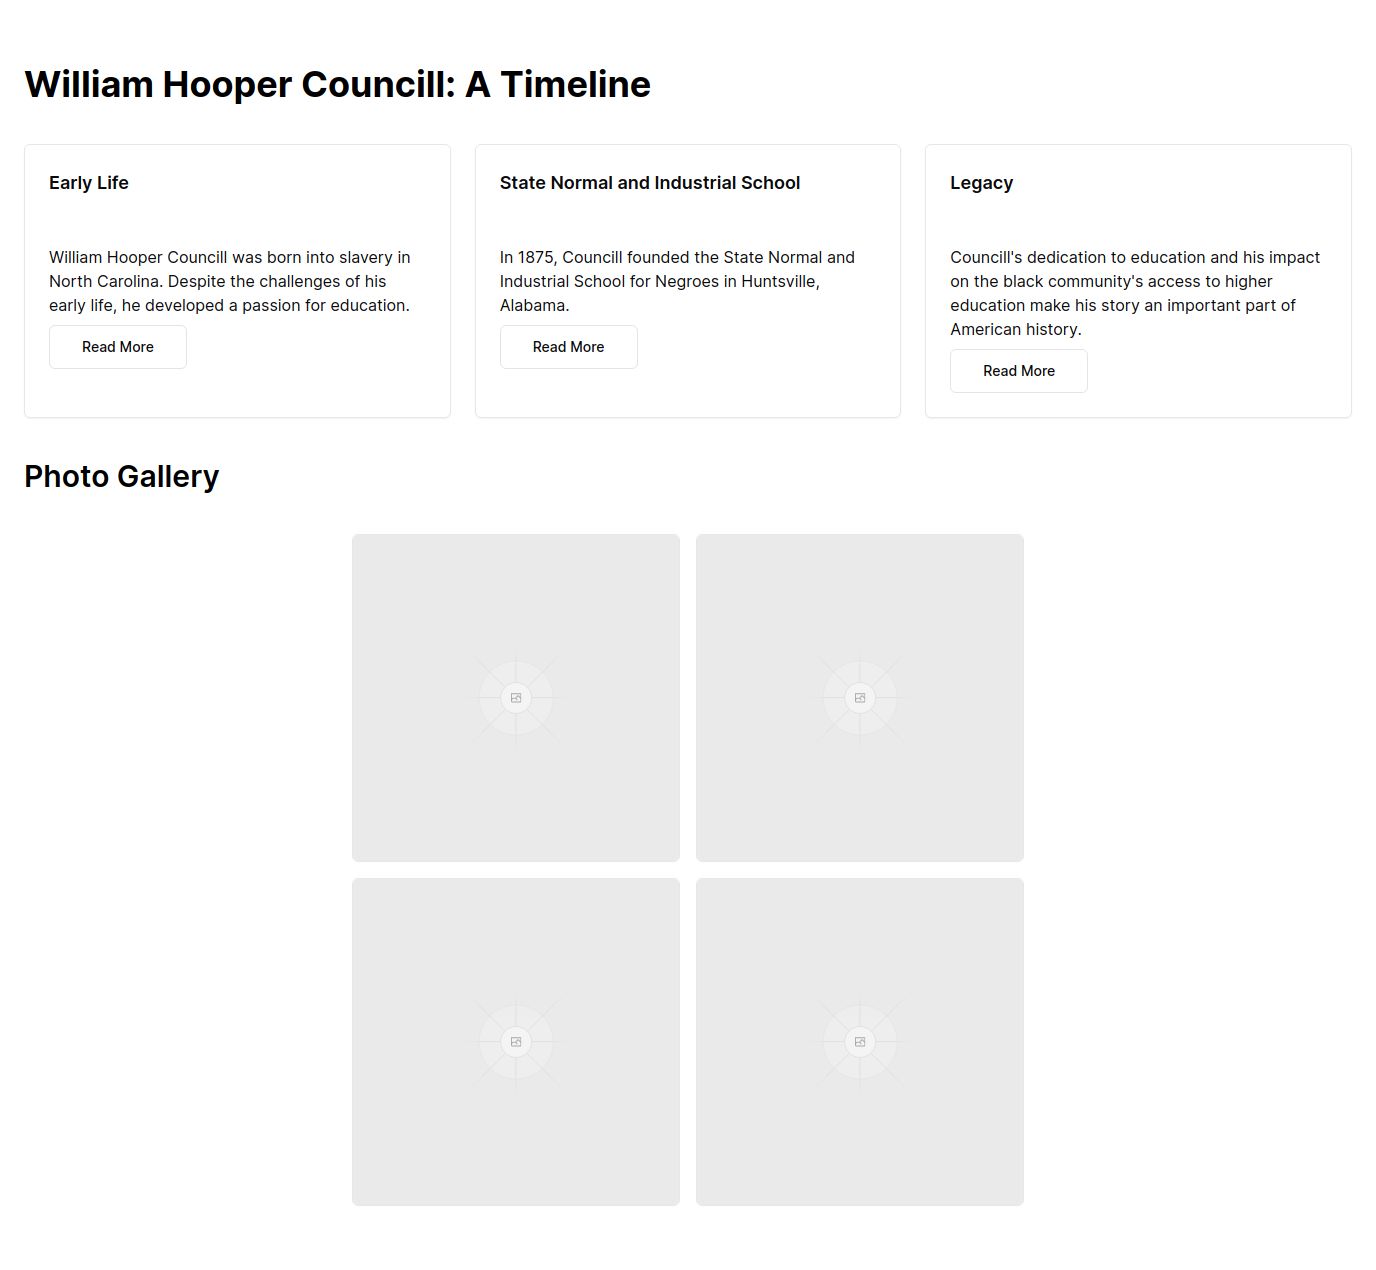 William Hooper Councill: A Timeline
Early Life
William Hooper Councill was born into slavery in
North Carolina. Despite the challenges of his
early life, he developed a passion for education.
Read More
State Normal and Industrial School
In 1875, Councill founded the State Normal and
Industrial School for Negroes in Huntsville,
Alabama.
Read More
Legacy
Councill's dedication to education and his impact
on the black community's access to higher
education make his story an important part of
American history.
Read More
Photo Gallery